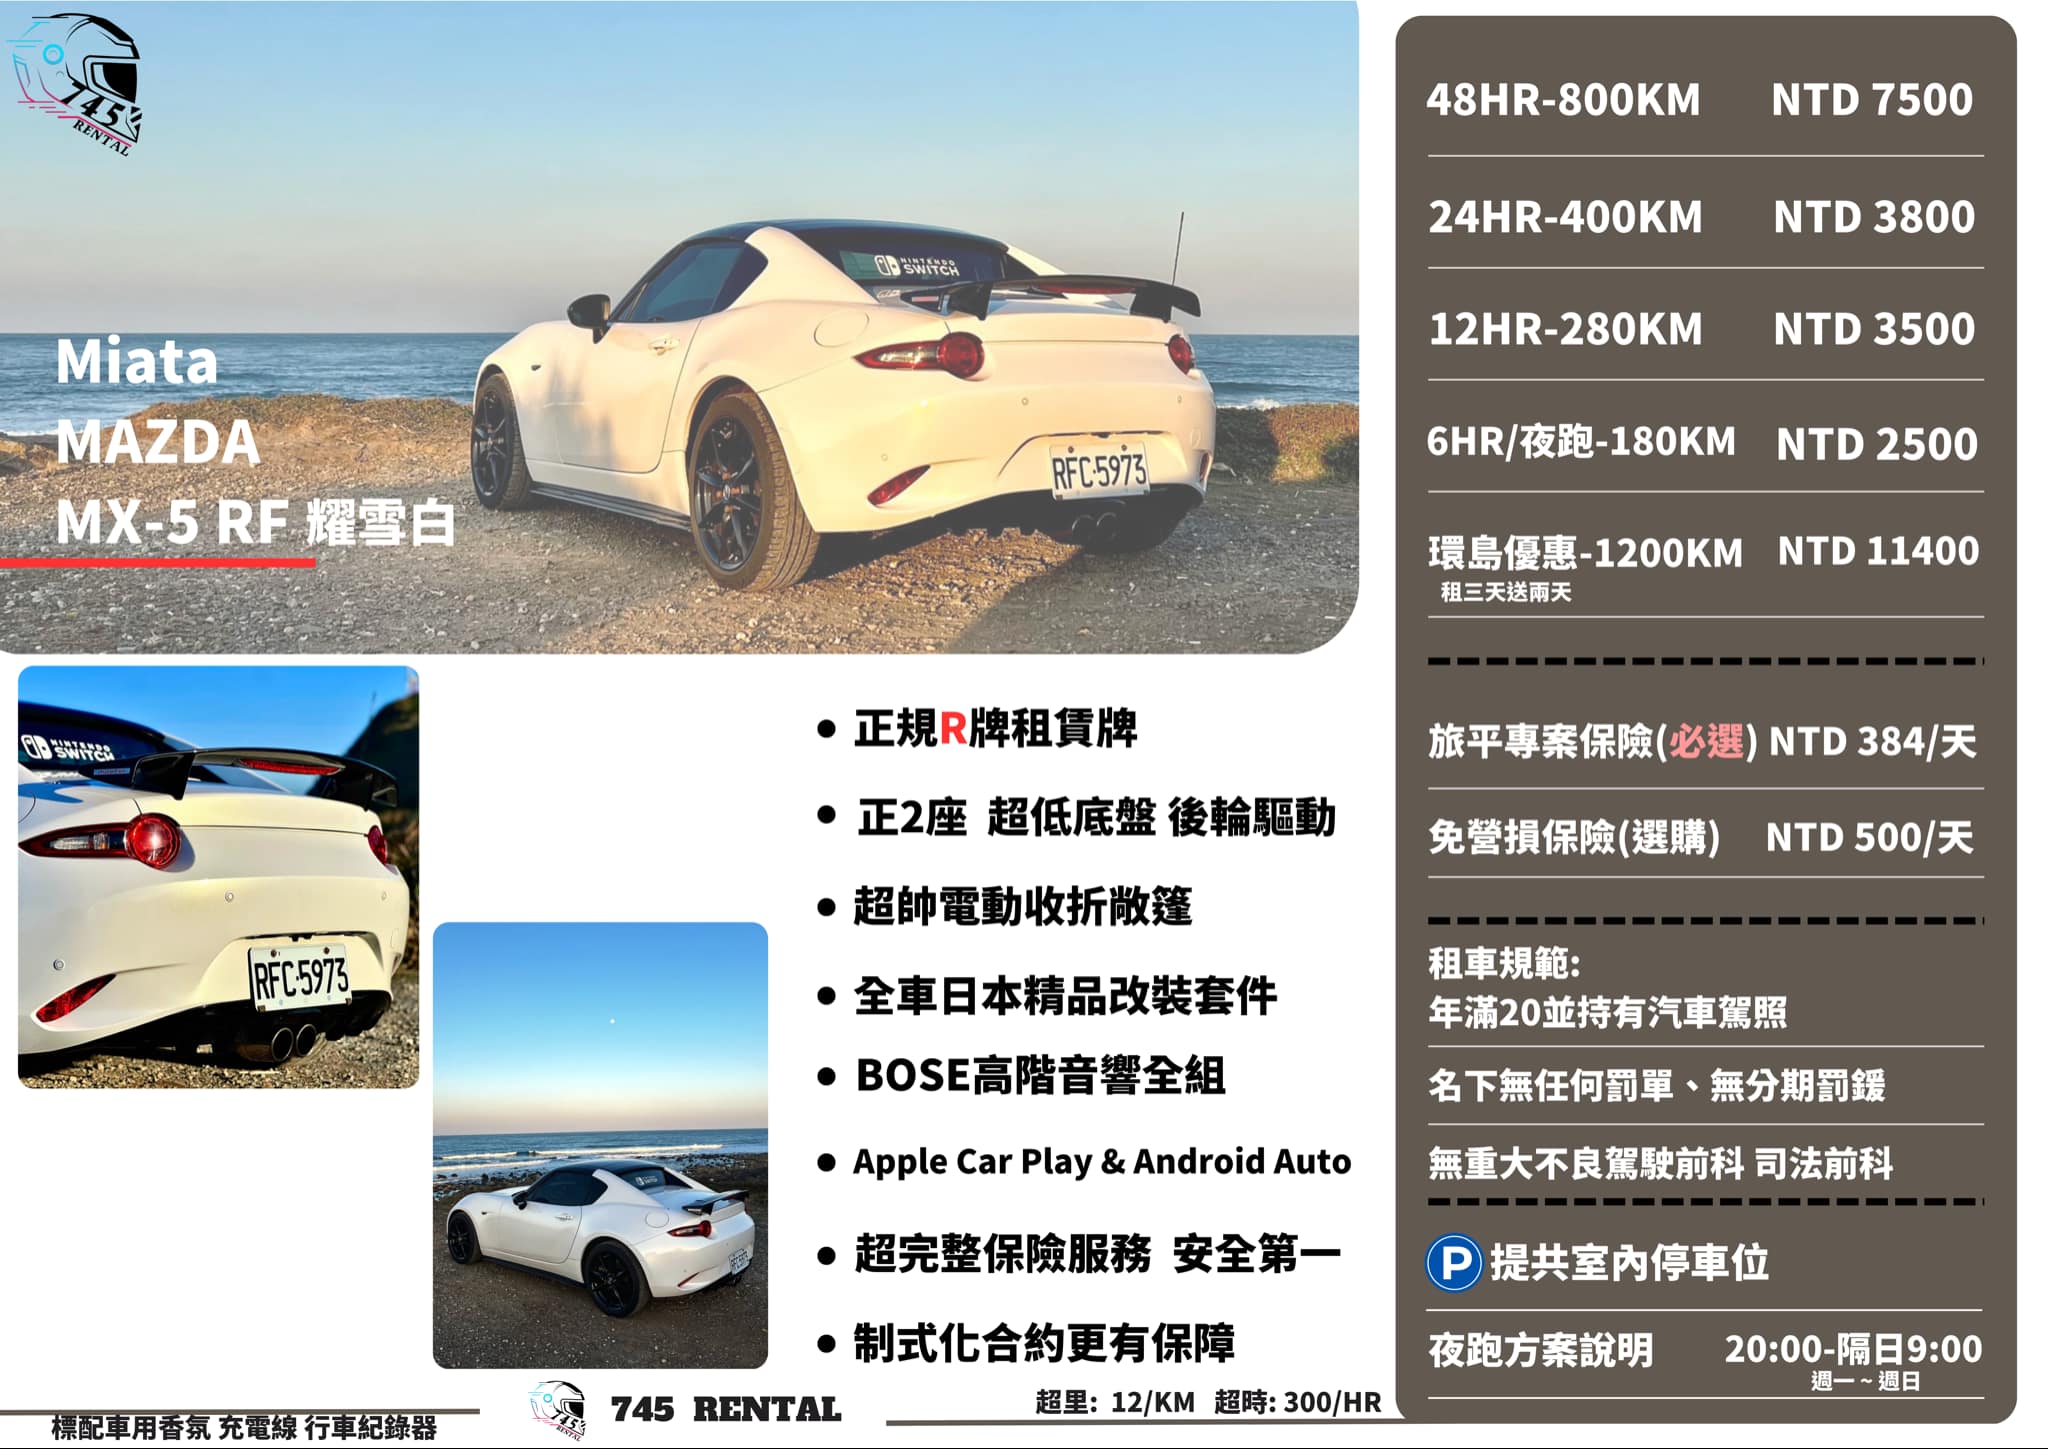 745
RENTAL
NINTENDO
SWITCH
RFC-5973
Miata
MAZDA
MX-5 RF 耀雪白
NINTENDO
SWITCH
RFC-5973
正規R牌租賃牌
正2座 超低底盤 後輪驅動
超帥電動收折敞篷
全車日本精品改裝套件
BOSE高階音響全組
Apple Car Play & Android Auto
超完整保險服務 安全第一
制式化合約更有保障
標配車用香氛 充電線 行車紀錄器
745
RENTAL
745 RENTAL
超里: 12/KM 超時: 300/HR
48HR-800KM NTD 7500
24HR-400KM NTD 3800
12HR-280KM NTD 3500
6HR/夜跑-180KM NTD 2500
環島優惠-1200KM NTD 11400
租三天送兩天
旅平專案保險(必選) NTD 384/天
免營損保險(選購) NTD 500/天
租車規範:
年滿20並持有汽車駕照
名下無任何罰單、無分期罰鍰
無重大不良駕駛前科 司法前科
P 提共室內停車位
夜跑方案說明 20:00-隔日9:00
週一 ~ 週日